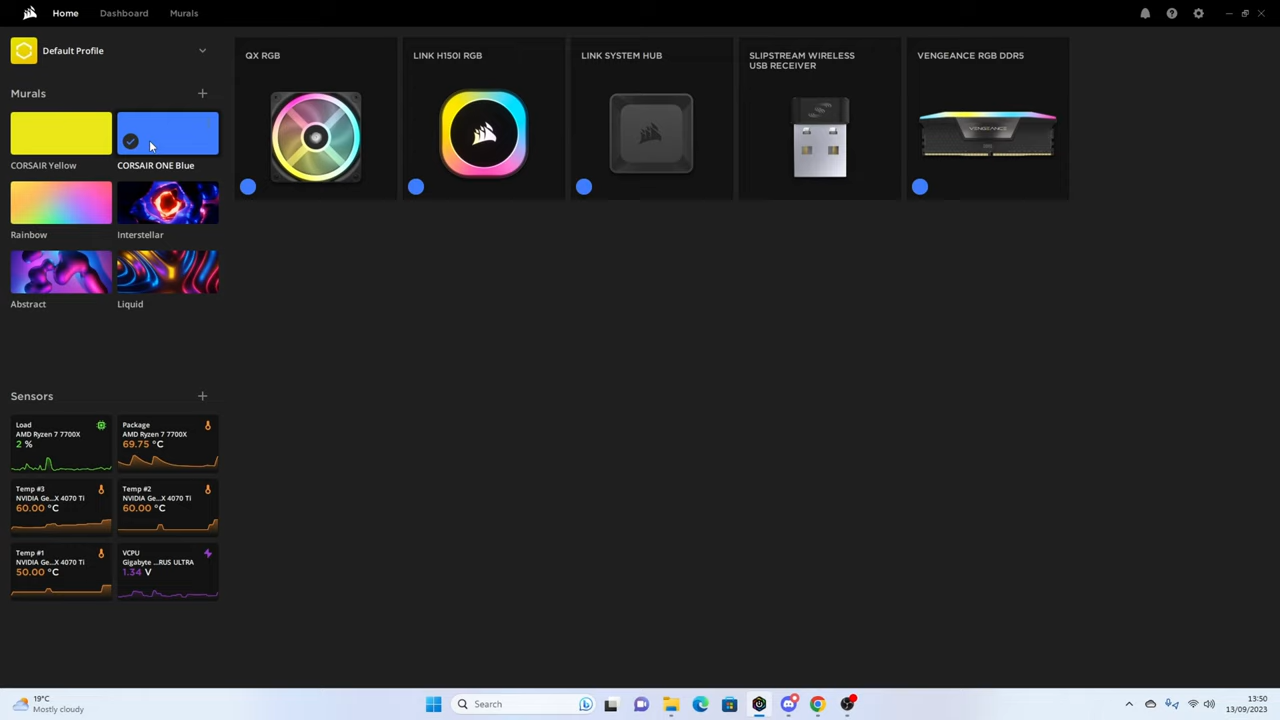 Home
Dashboard
Murals
Default Profile
Murals
CORSAIR Yellow
CORSAIR ONE Blue
Rainbow
Interstellar
Abstract
Liquid
Sensors
Load
AMD Ryzen 7 7700X
2 %
Package
AMD Ryzen 7 7700X
69.75 °C
Temp #3
NVIDIA Ge...X 4070 Ti
60.00 °C
Temp #2
NVIDIA Ge...X 4070 Ti
60.00 °C
Temp #1
NVIDIA Ge...X 4070 Ti
50.00 °C
VCPU
Gigabyte ...RUS ULTRA
1.34 V
QX RGB
LINK H150I RGB
LINK SYSTEM HUB
SLIPSTREAM WIRELESS
USB RECEIVER
VENGEANCE RGB DDR5
VENGEANCE
19°C
Mostly cloudy
Search
13:50
13/09/2023